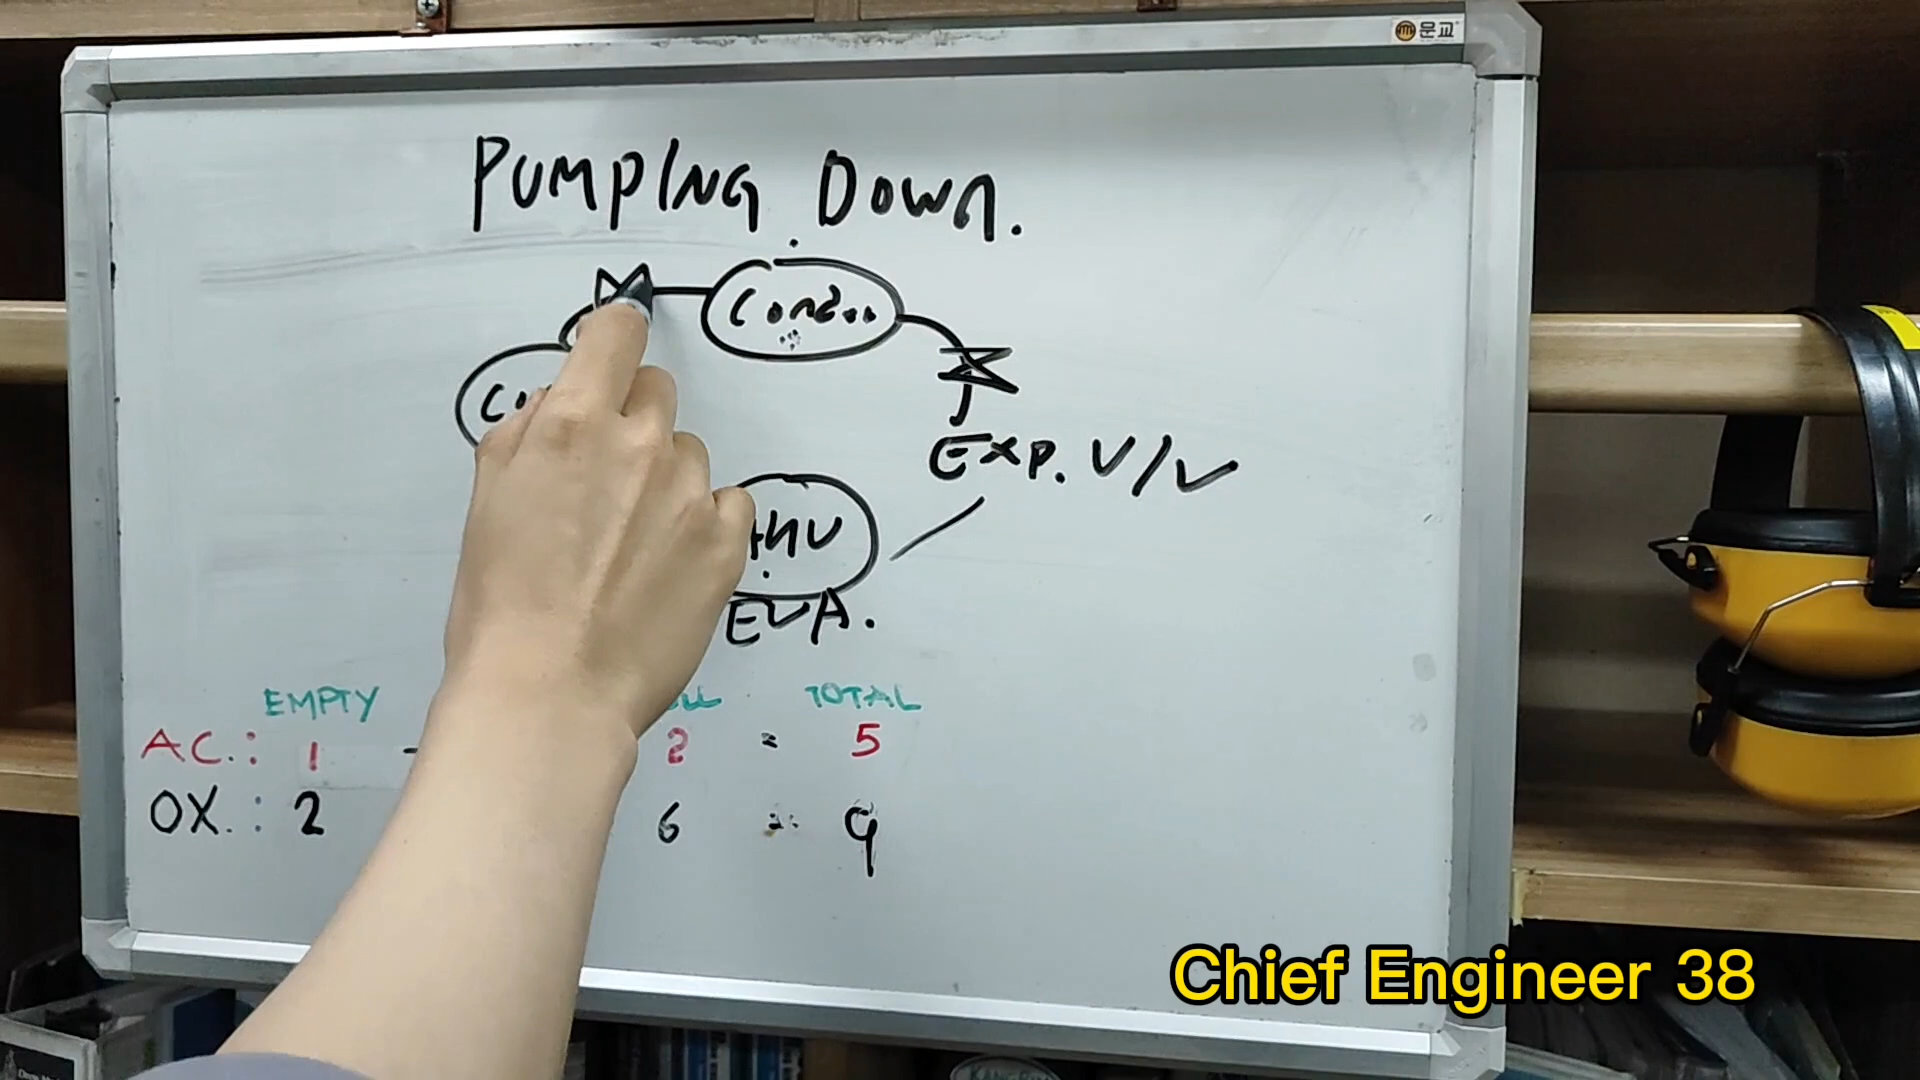 문교
PUMPING DOWN.
Cond..
EXP. V/V
AHU
EVA.
EMPTY TOTAL
AC.: 1 2 = 5
OX.: 2 6 = 9
Chief Engineer 38